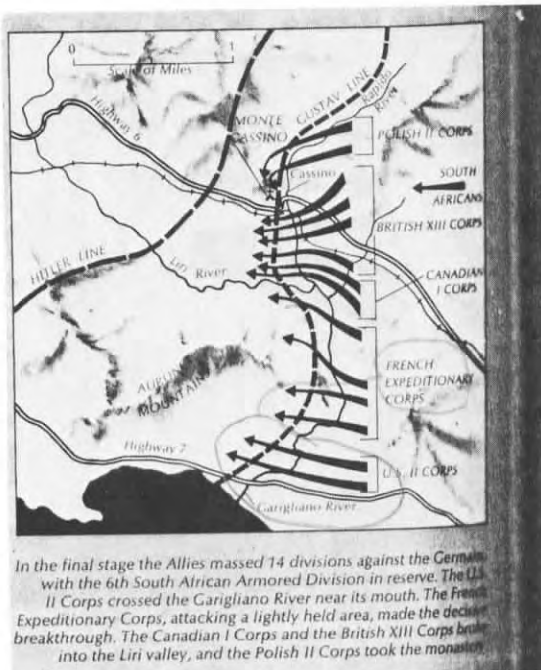 0 1
Scale of Miles
Highway 6
MONTE
CASSINO
GUSTAV LINE
Rapido
River
POLISH II CORPS
Cassino
SOUTH
AFRICANS
BRITISH XIII CORPS
HITLER LINE
Liri River
CANADIAN
I CORPS
FRENCH
EXPEDITIONARY
CORPS
MOUNTAINS
Highway 7
U.S. II CORPS
Garigliano River
In the final stage the Allies massed 14 divisions against the Germans
with the 6th South African Armored Division in reserve. The U.S.
II Corps crossed the Garigliano River near its mouth. The French
Expeditionary Corps, attacking a lightly held area, made the decisive
breakthrough. The Canadian I Corps and the British XIII Corps broke
into the Liri valley, and the Polish II Corps took the monastery.